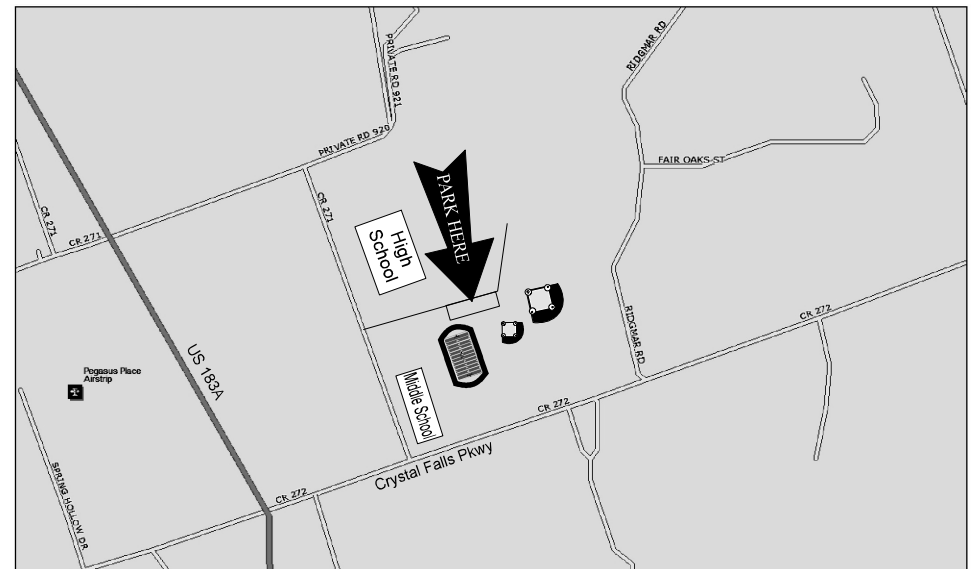 PRIVATE RD 921
RIDGMAR RD
PRIVATE RD 920
FAIR OAKS ST
PARK HERE
CR 271
CR 271
CR 271
High
School
RIDGMAR RD
CR 272
US 183A
Pegasus Place
Airstrip
Middle School
CR 272
Crystal Falls Pkwy
SPRING HOLLOW DR
CR 272